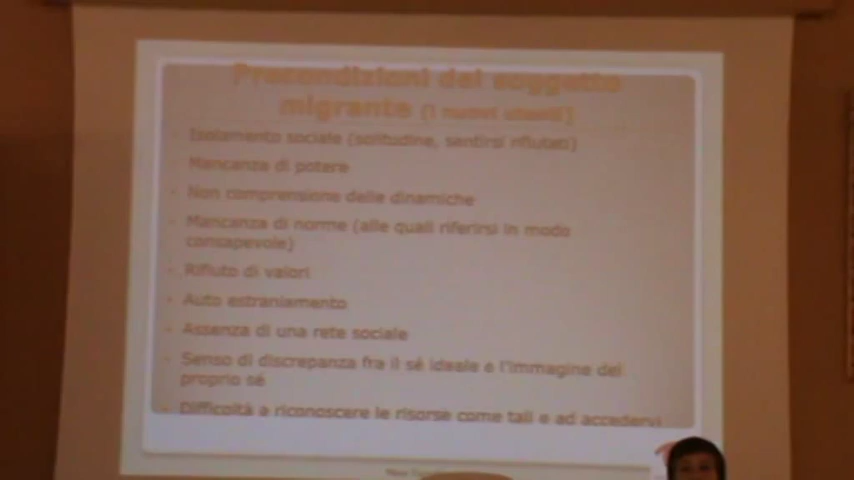 Precondizioni del soggetto
migrante (i nuovi utenti)
Isolamento sociale (solitudine, sentirsi rifiutati)
Mancanza di potere
Non comprensione delle dinamiche
Mancanza di norme (alle quali riferirsi in modo
consapevole)
Rifiuto di valori
Auto estraniamento
Assenza di una rete sociale
Senso di discrepanza fra il sé ideale e l'immagine del
proprio sé
Difficoltà a riconoscere le risorse come tali e ad accedervi